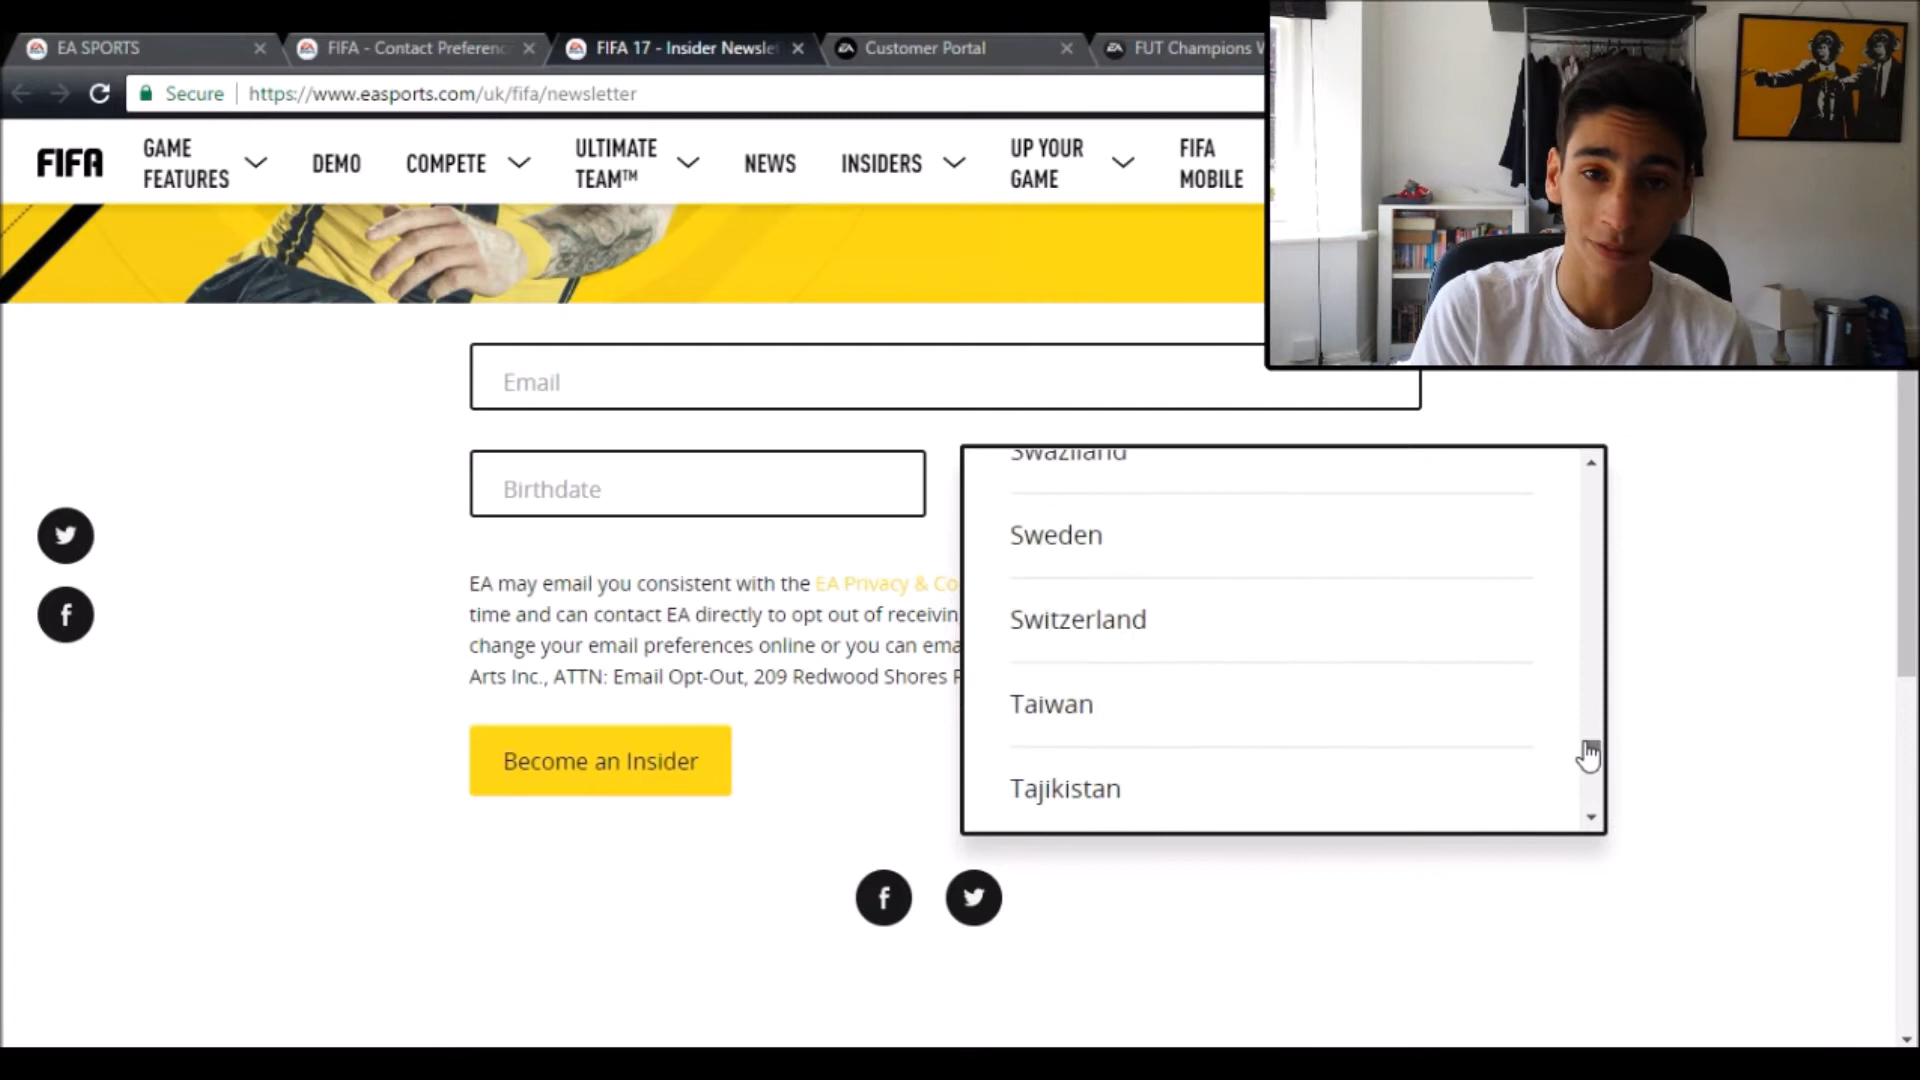 EA SPORTS
FIFA - Contact Preferenc
FIFA 17 - Insider Newsle
Customer Portal
FUT Champions W
Secure
https://www.easports.com/uk/fifa/newsletter
FIFA
GAME
FEATURES
DEMO
COMPETE
ULTIMATE
TEAM™
NEWS
INSIDERS
UP YOUR
GAME
FIFA
MOBILE
Email
Birthdate
Swaziland
Sweden
Switzerland
Taiwan
Tajikistan
EA may email you consistent with the EA Privacy & Co
time and can contact EA directly to opt out of receivin
change your email preferences online or you can ema
Arts Inc., ATTN: Email Opt-Out, 209 Redwood Shores P
Become an Insider